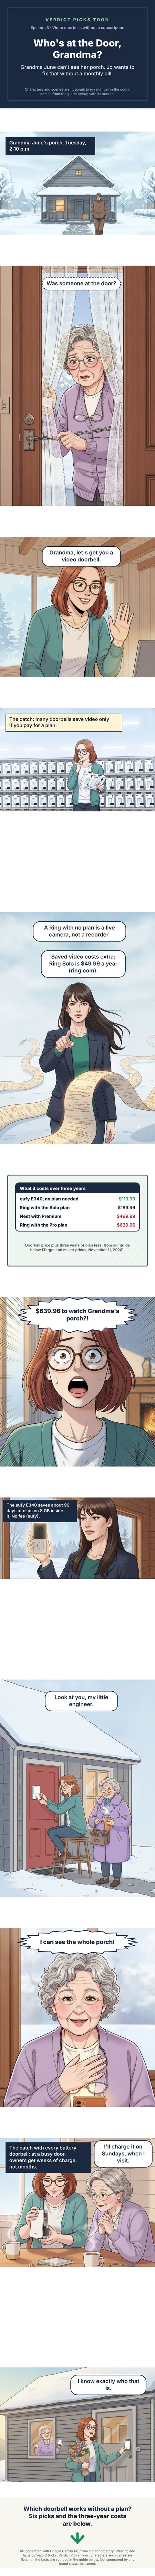 VERDICT PICKS TOON
Episode 3 · Video doorbells without a subscription
Who's at the Door,
Grandma?
Grandma June can't see her porch. Jo wants to
fix that without a monthly bill.
Characters and scenes are fictional. Every number in the story
comes from the guide below, with its source.
Grandma June's porch. Tuesday,
2:10 p.m.
Was someone at the door?
Grandma, let's get you a
video doorbell.
The catch: many doorbells save video only
if you pay for a plan.
A Ring with no plan is a live
camera, not a recorder.
Saved video costs extra:
Ring Solo is $49.99 a year
(ring.com).
What it costs over three years
eufy E340, no plan needed $119.99
Ring with the Solo plan $189.96
Nest with Premium $499.98
Ring with the Pro plan $639.96
Doorbell price plus three years of plan fees, from our guide
below (Target and maker prices, November 11, 2026).
$639.96 to watch Grandma's
porch?!
The eufy E340 saves about 90
days of clips on 8 GB inside
it. No fee (eufy).
Look at you, my little
engineer.
I can see the whole porch!
The catch with every battery
doorbell: at a busy door,
owners get weeks of charge,
not months.
I'll charge it on
Sundays, when I
visit.
I know exactly who that
is.
Which doorbell works without a plan?
Six picks and the three-year costs
are below.